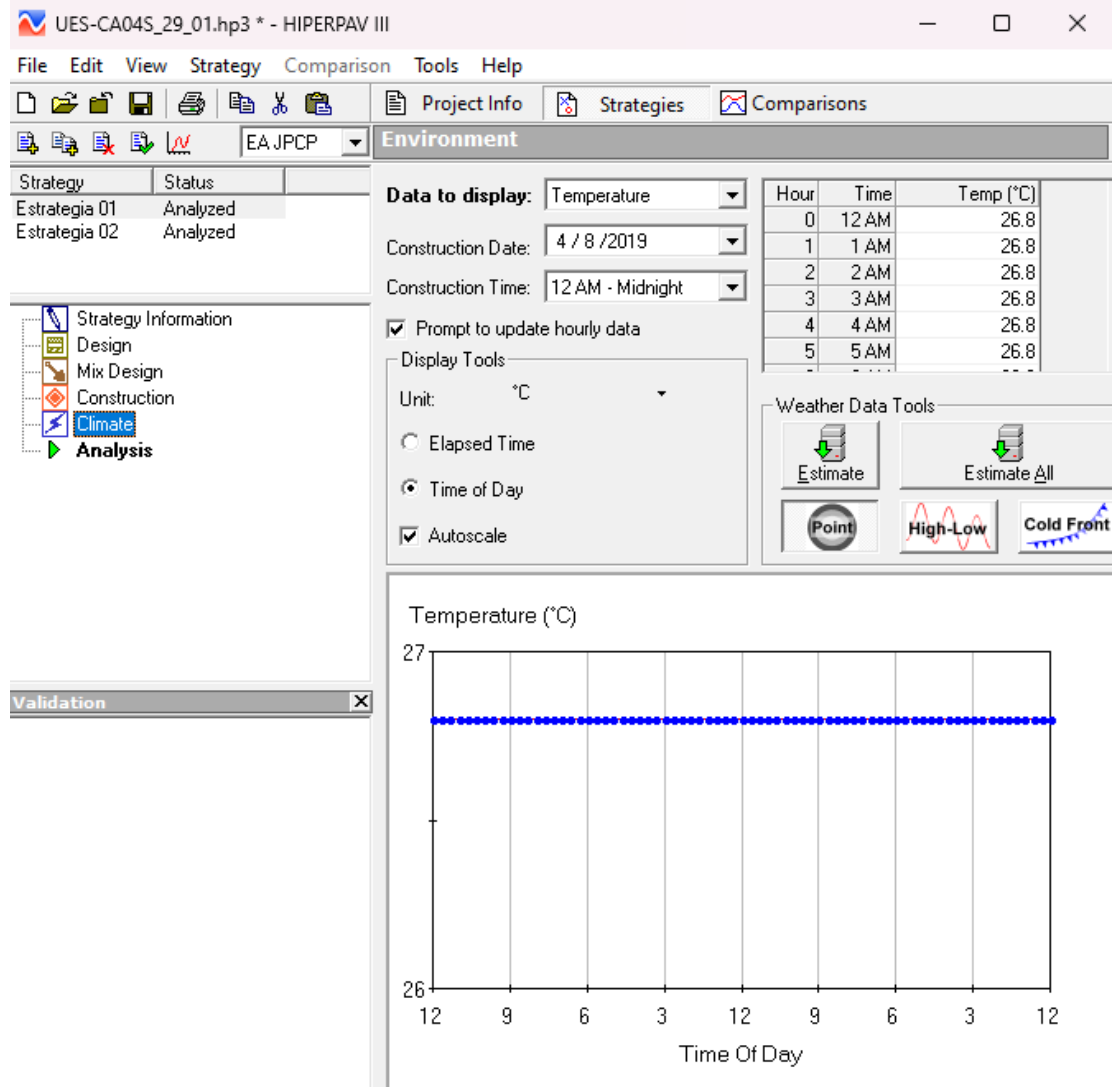 UES-CA04S_29_01.hp3 * - HIPERPAV III
File Edit View Strategy Comparison Tools Help
Project Info Strategies Comparisons
EA JPCP
Environment
Strategy Status
Estrategia 01 Analyzed
Estrategia 02 Analyzed
Strategy Information
Design
Mix Design
Construction
Climate
Analysis
Validation
Data to display: Temperature
Construction Date: 4 / 8 /2019
Construction Time: 12 AM - Midnight
Prompt to update hourly data
Display Tools
Unit: °C
Elapsed Time
Time of Day
Autoscale
Hour Time Temp (°C)
0 12 AM 26.8
1 1 AM 26.8
2 2 AM 26.8
3 3 AM 26.8
4 4 AM 26.8
5 5 AM 26.8
Weather Data Tools
Estimate Estimate All
Point High-Low Cold Front
Temperature (°C)
27
26
12 9 6 3 12 9 6 3 12
Time Of Day